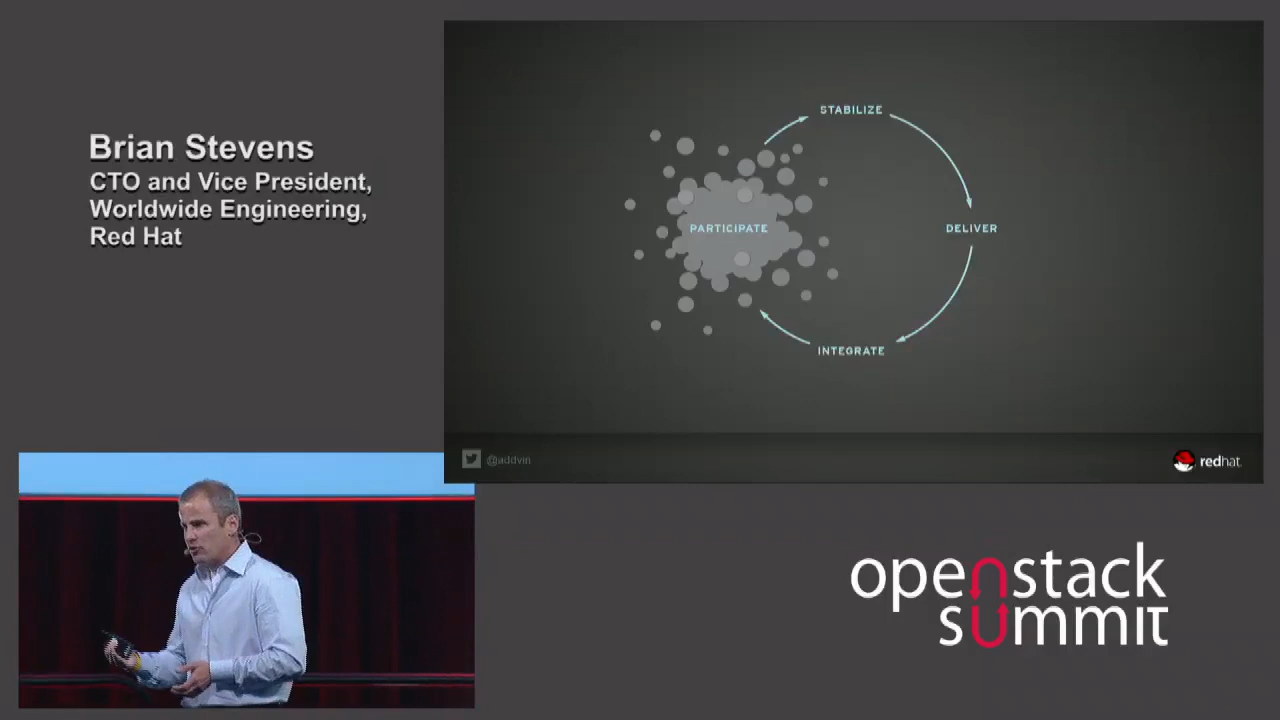 Brian Stevens
CTO and Vice President,
Worldwide Engineering,
Red Hat
STABILIZE
PARTICIPATE
DELIVER
INTEGRATE
@addvin
redhat.
openstack
summit